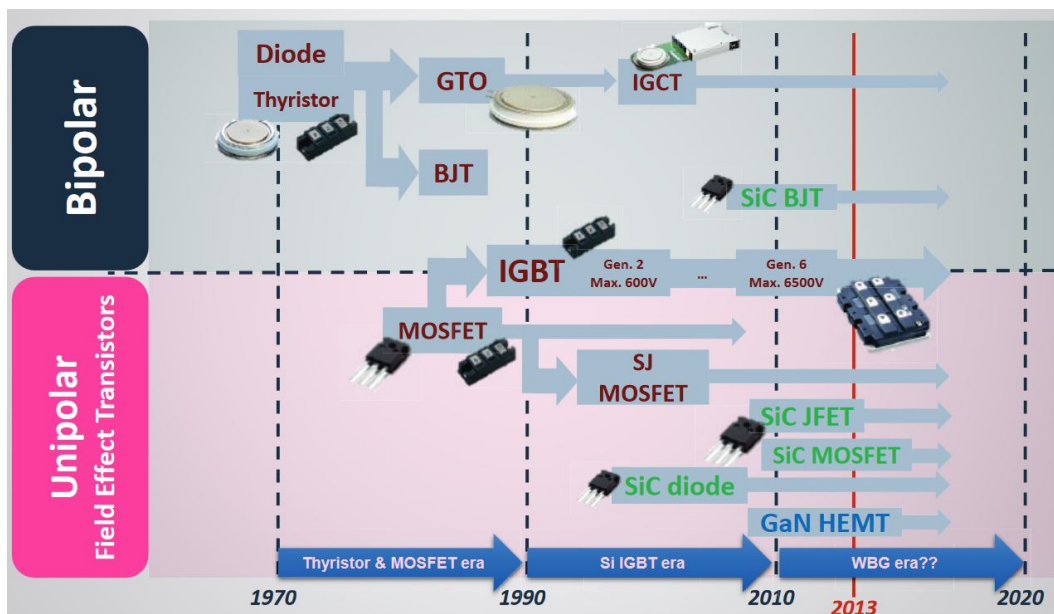 Bipolar
Diode
Thyristor
GTO
IGCT
BJT
SiC BJT
IGBT
Gen. 2
Max. 600V
...
Gen. 6
Max. 6500V
Unipolar
Field Effect Transistors
MOSFET
SJ
MOSFET
SiC JFET
SiC MOSFET
SiC diode
GaN HEMT
Thyristor & MOSFET era
Si IGBT era
WBG era??
1970
1990
2010
2013
2020